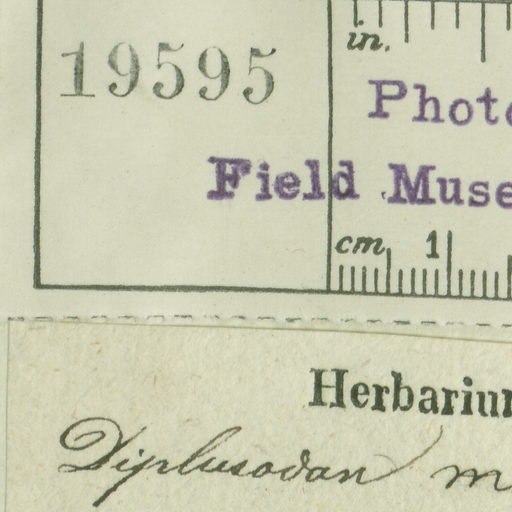 in.
19595
Photo
Field Muse
cm 1
Herbariu
Diplusodon m